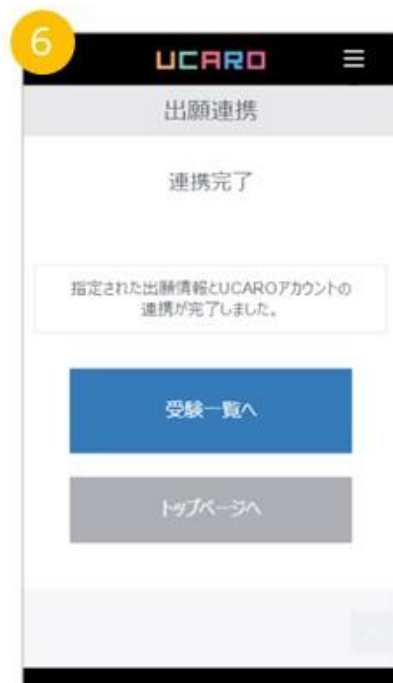 6
UCARO
出願連携
連携完了
指定された出願情報とUCAROアカウントの
連携が完了しました。
受験一覧へ
トップページへ